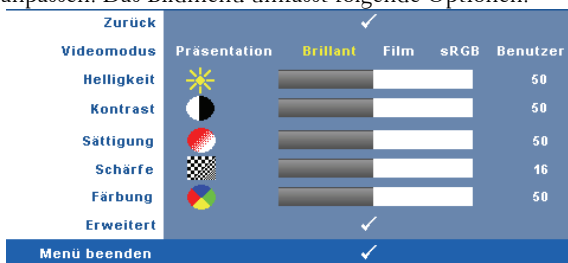 anpassen. Das Bildmenü umfasst folgende Optionen:
Zurück
Videomodus Präsentation Brillant Film sRGB Benutzer
Helligkeit 50
Kontrast 50
Sättigung 50
Schärfe 16
Färbung 50
Erweitert
Menü beenden